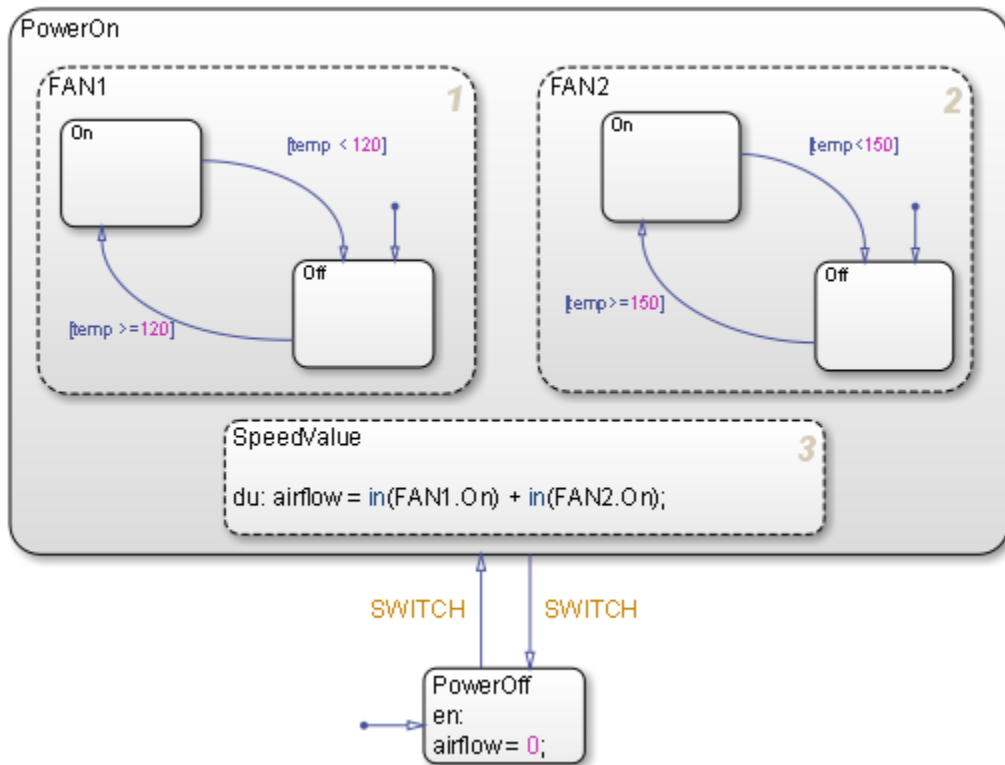 PowerOn
FAN1
1
On
[temp < 120]
Off
[temp >=120]
FAN2
2
On
[temp<150]
Off
[temp>=150]
SpeedValue
3
du: airflow = in(FAN1.On) + in(FAN2.On);
SWITCH
SWITCH
PowerOff
en:
airflow = 0;